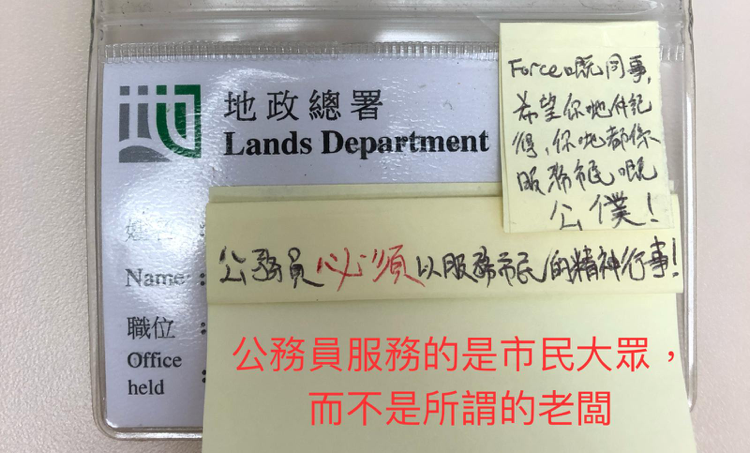 地政總署
Lands Department
Force嘅同事,
希望你哋仲記
得,你哋都係
服務市民嘅
公僕!
姓名 :
Name :
公務員必須以服務市民的精神行事!
職位 :
Office
held :
公務員服務的是市民大眾，
而不是所謂的老闆